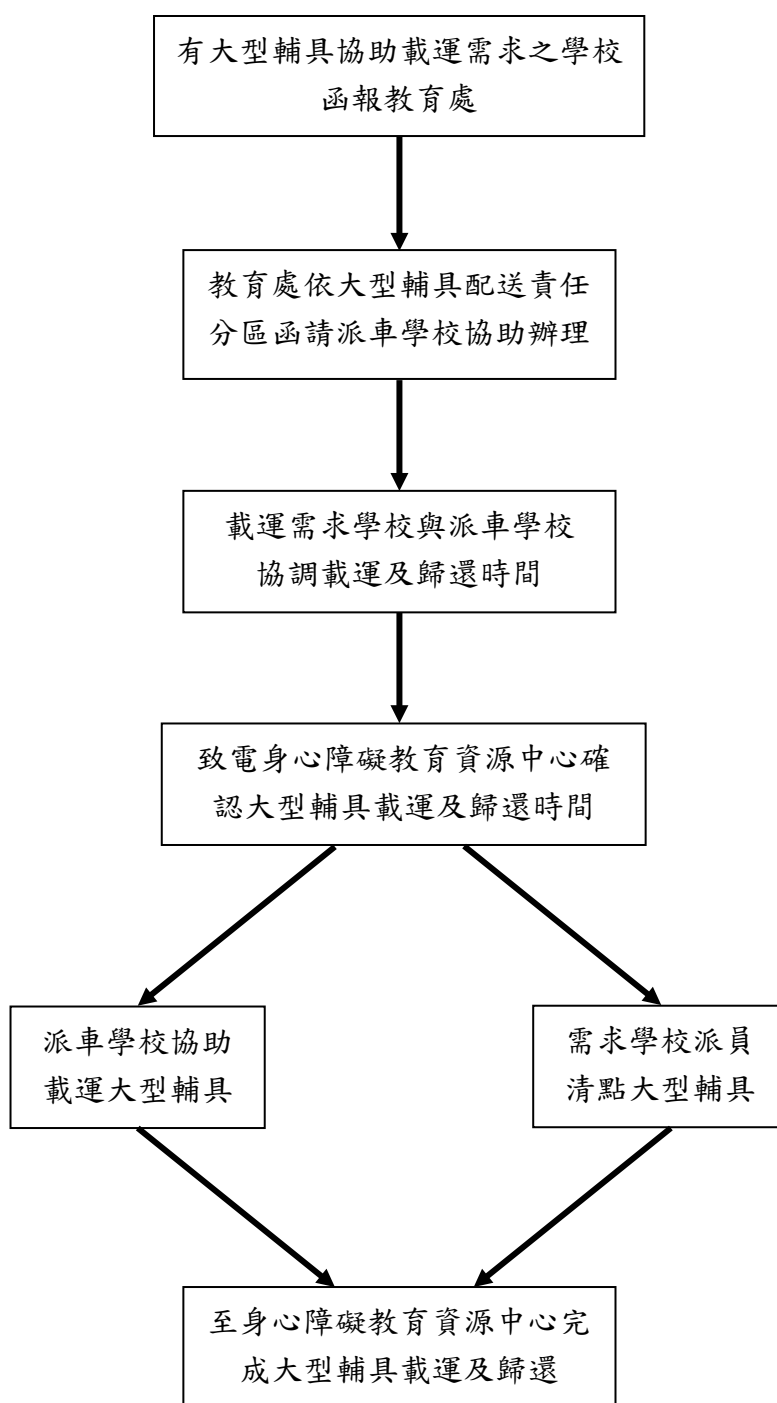 有大型輔具協助載運需求之學校
函報教育處
教育處依大型輔具配送責任
分區函請派車學校協助辦理
載運需求學校與派車學校
協調載運及歸還時間
致電身心障礙教育資源中心確
認大型輔具載運及歸還時間
派車學校協助
載運大型輔具
需求學校派員
清點大型輔具
至身心障礙教育資源中心完
成大型輔具載運及歸還